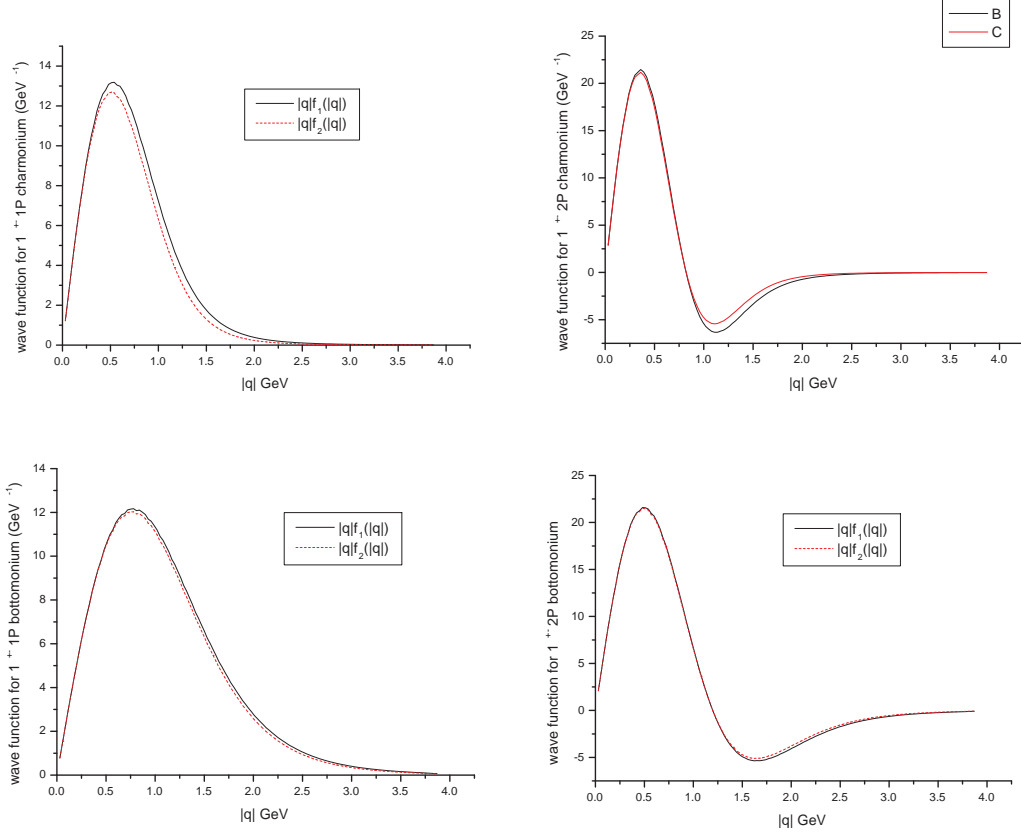 wave function for 1 +- 1P charmonium (GeV -1)
14
12
10
8
6
4
2
0
|q|f1(|q|)
|q|f2(|q|)
0.0 0.5 1.0 1.5 2.0 2.5 3.0 3.5 4.0
|q| GeV
B
C
wave function for 1 +- 2P charmonium (GeV -1)
25
20
15
10
5
0
-5
0.0 0.5 1.0 1.5 2.0 2.5 3.0 3.5 4.0
|q| GeV
wave function for 1 +- 1P bottomonium (GeV -1)
14
12
10
8
6
4
2
0
|q|f1(|q|)
|q|f2(|q|)
0.0 0.5 1.0 1.5 2.0 2.5 3.0 3.5 4.0
|q| GeV
wave function for 1 +- 2P bottomonium
25
20
15
10
5
0
-5
|q|f1(|q|)
|q|f2(|q|)
0.0 0.5 1.0 1.5 2.0 2.5 3.0 3.5 4.0
|q| GeV